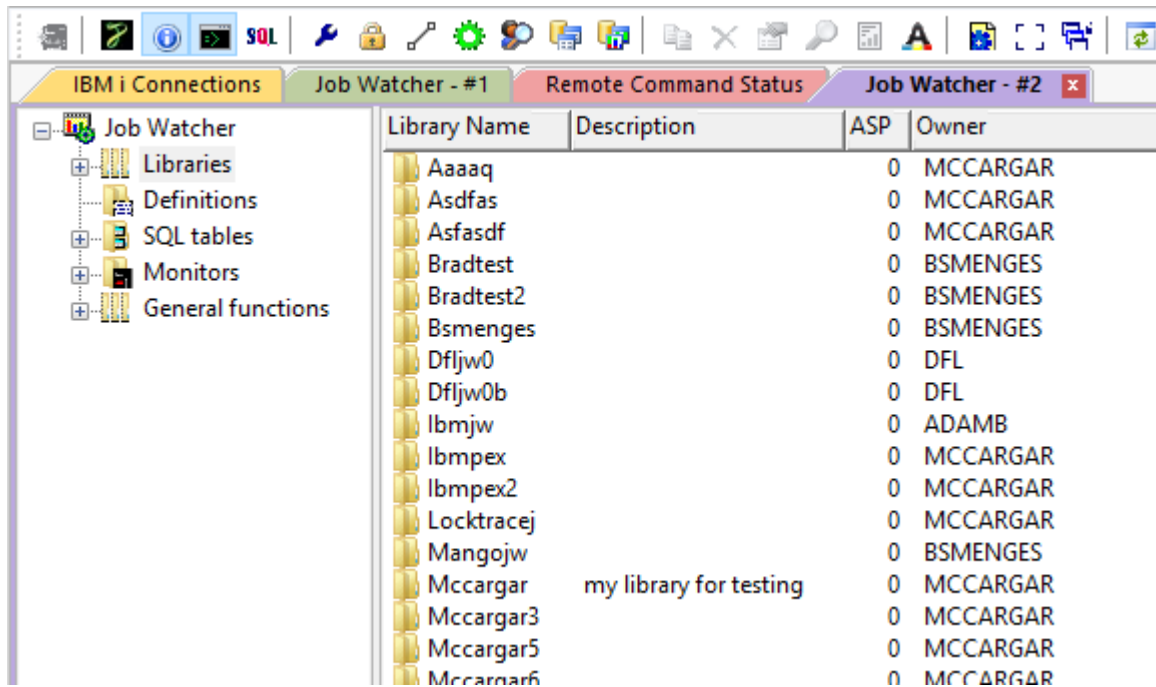 SQL
IBM i Connections Job Watcher - #1 Remote Command Status Job Watcher - #2
Job Watcher
Libraries
Definitions
SQL tables
Monitors
General functions
Library Name Description ASP Owner
Aaaaq 0 MCCARGAR
Asdfas 0 MCCARGAR
Asfasdf 0 MCCARGAR
Bradtest 0 BSMENGES
Bradtest2 0 BSMENGES
Bsmenges 0 BSMENGES
Dfljw0 0 DFL
Dfljw0b 0 DFL
Ibmjw 0 ADAMB
Ibmpex 0 MCCARGAR
Ibmpex2 0 MCCARGAR
Locktracej 0 MCCARGAR
Mangojw 0 BSMENGES
Mccargar my library for testing 0 MCCARGAR
Mccargar3 0 MCCARGAR
Mccargar5 0 MCCARGAR
Mccargar6 0 MCCARGAR